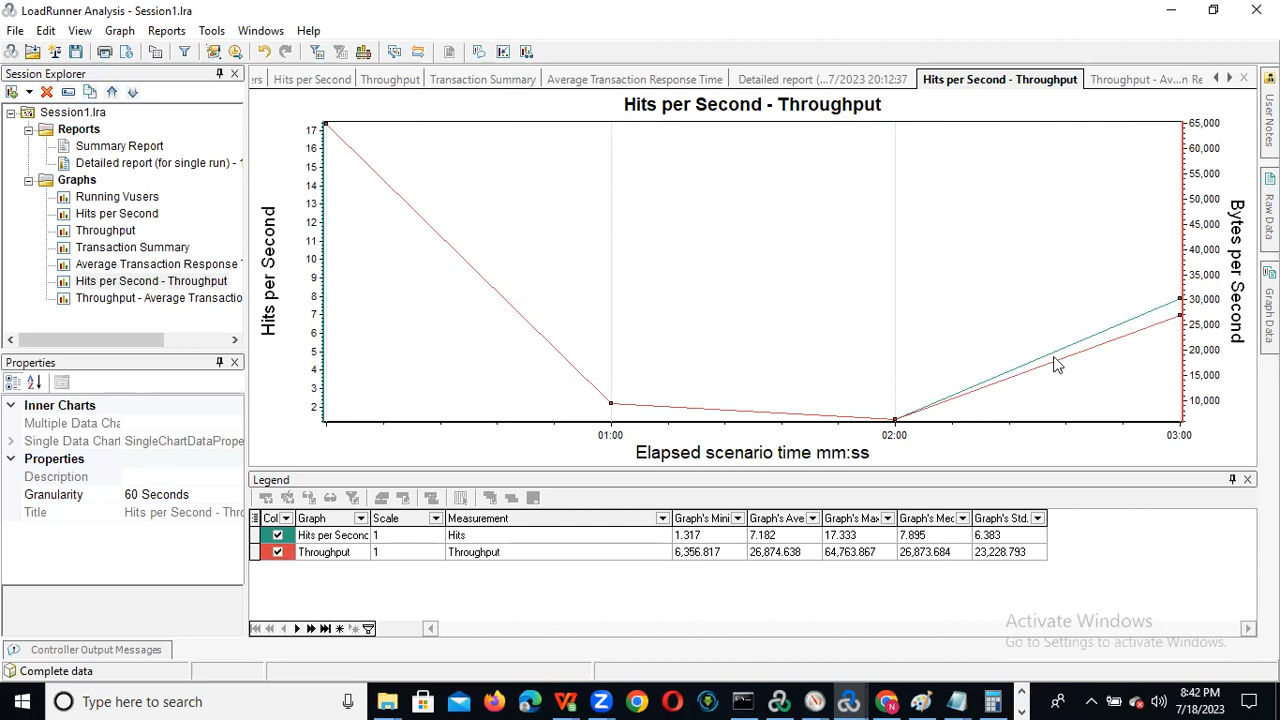 LoadRunner Analysis - Session1.lra
File Edit View Graph Reports Tools Windows Help
Session Explorer
Session1.lra
Reports
Summary Report
Detailed report (for single run) -
Graphs
Running Vusers
Hits per Second
Throughput
Transaction Summary
Average Transaction Response
Hits per Second - Throughput
Throughput - Average Transactio
Properties
Inner Charts
Multiple Data Cha
Single Data Chart SingleChartDataPrope
Properties
Description
Granularity 60 Seconds
Title Hits per Second - Thro
rs Hits per Second Throughput Transaction Summary Average Transaction Response Time Detailed report (...7/2023 20:12:37 Hits per Second - Throughput Throughput - Av...n Re
Hits per Second - Throughput
Hits per Second
17
16
15
14
13
12
11
10
9
8
7
6
5
4
3
2
65,000
60,000
55,000
50,000
45,000
40,000
35,000
30,000
25,000
20,000
15,000
10,000
Bytes per Second
01:00 02:00 03:00
Elapsed scenario time mm:ss
User Notes
Raw Data
Graph Data
Legend
Col Graph Scale Measurement Graph's Mini Graph's Ave Graph's Max Graph's Med Graph's Std.
Hits per Second 1 Hits 1.317 7.182 17.333 7.895 6.383
Throughput 1 Throughput 6,356.817 26,874.638 64,763.867 26,873.684 23,228.793
Activate Windows
Go to Settings to activate Windows.
Controller Output Messages
Complete data
Type here to search
8:42 PM
7/18/2023